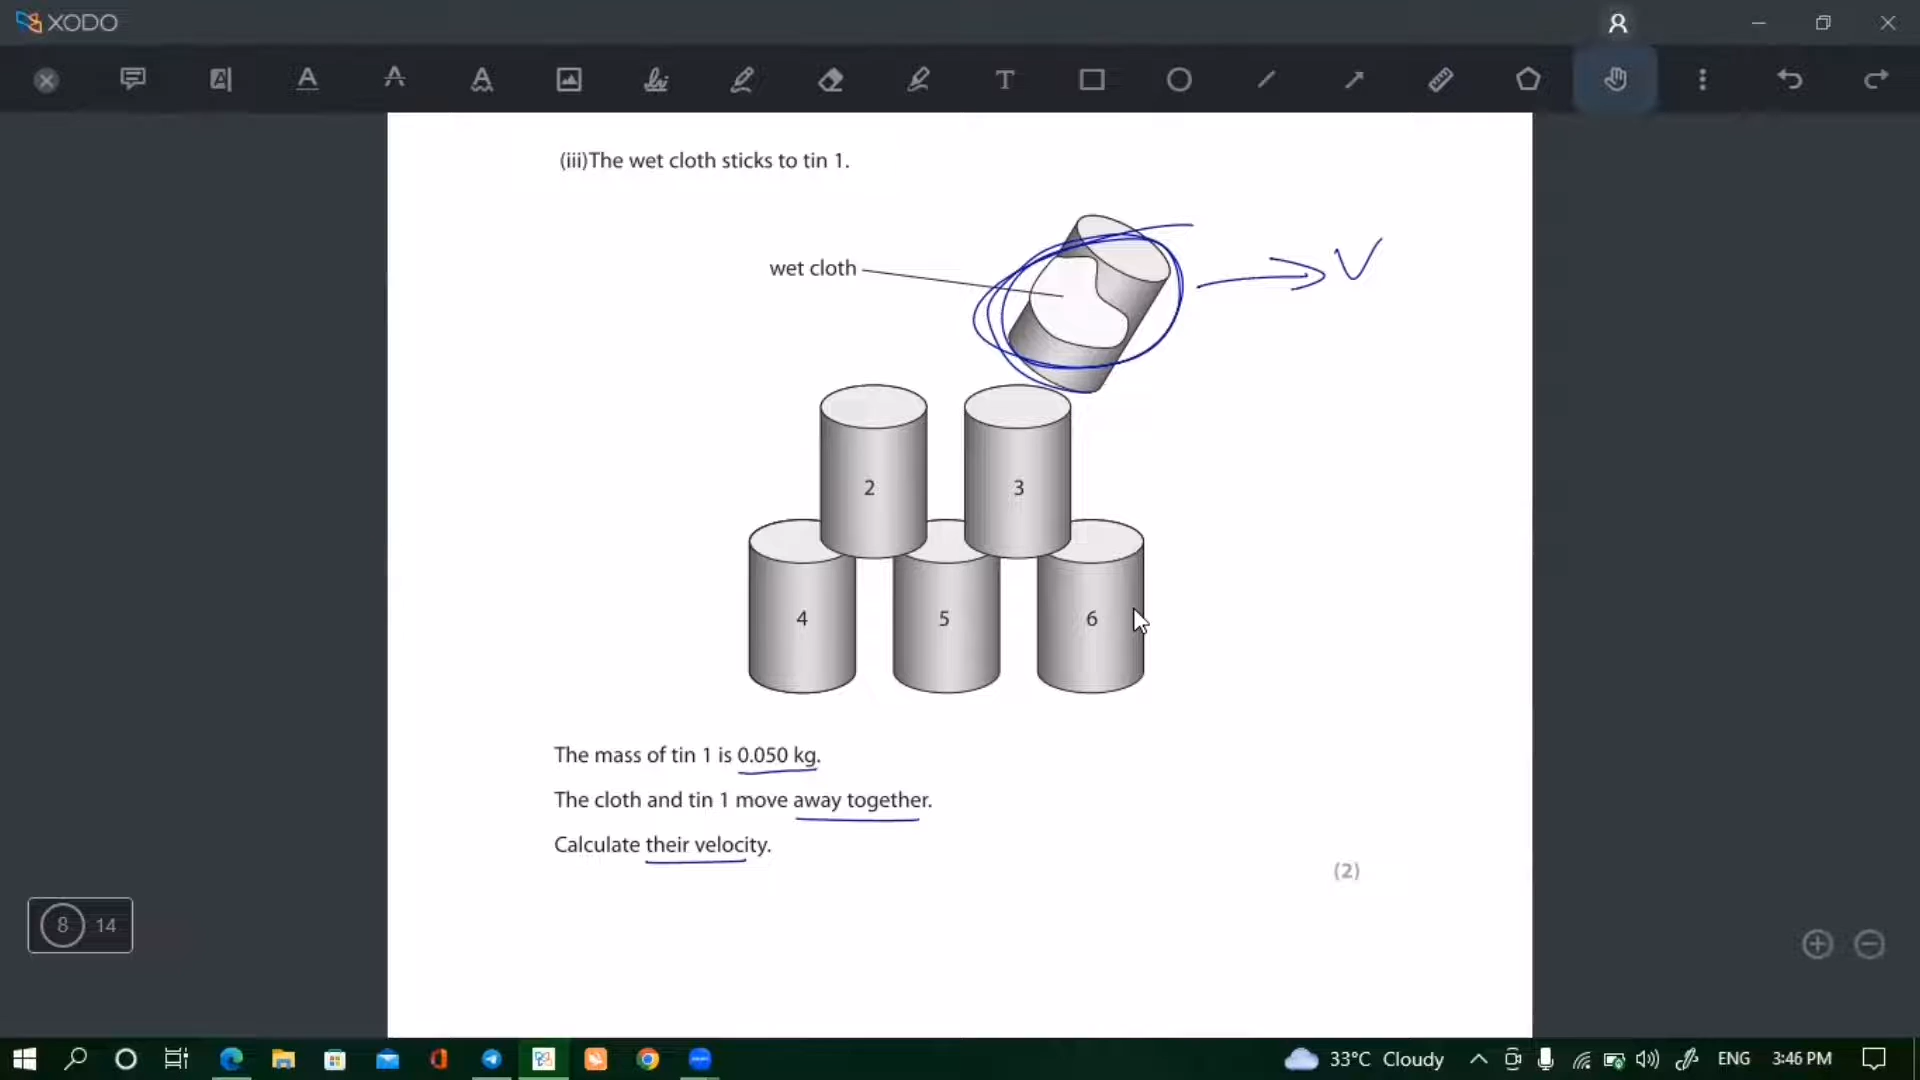 XODO
(iii)The wet cloth sticks to tin 1.
wet cloth
V
2
3
4
5
6
The mass of tin 1 is 0.050 kg.
The cloth and tin 1 move away together.
Calculate their velocity.
(2)
8 14
33°C Cloudy
ENG
3:46 PM